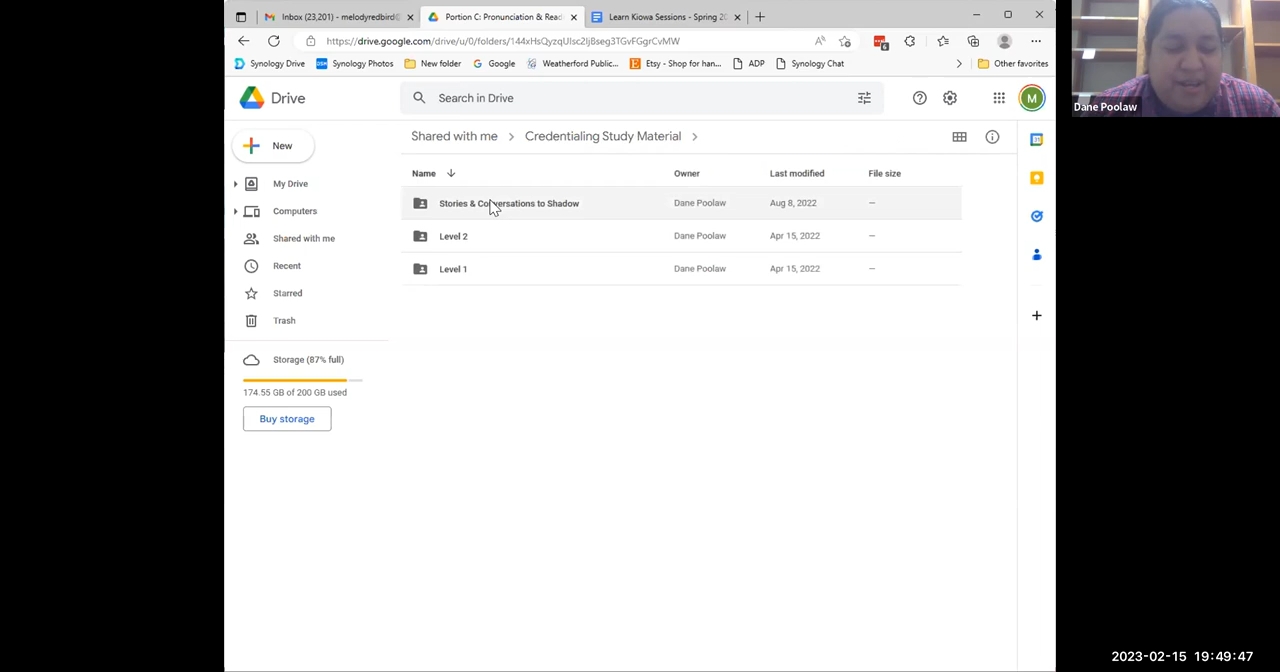 Inbox (23,201) - melodyredbird@
Portion C: Pronunciation & Read
Learn Kiowa Sessions - Spring 20
https://drive.google.com/drive/u/0/folders/144xHsQyzqUIsc2Ij8seg3TGvFGgrCvMW
Synology Drive
DSM
Synology Photos
New folder
Google
Weatherford Public...
Etsy - Shop for han...
ADP
Synology Chat
Other favorites
Drive
Search in Drive
M
Dane Poolaw
New
Shared with me
Credentialing Study Material
My Drive
Computers
Shared with me
Recent
Starred
Trash
Storage (87% full)
174.55 GB of 200 GB used
Buy storage
Name Owner Last modified File size
Stories & Conversations to Shadow Dane Poolaw Aug 8, 2022 –
Level 2 Dane Poolaw Apr 15, 2022 –
Level 1 Dane Poolaw Apr 15, 2022 –
2023-02-15 19:49:47